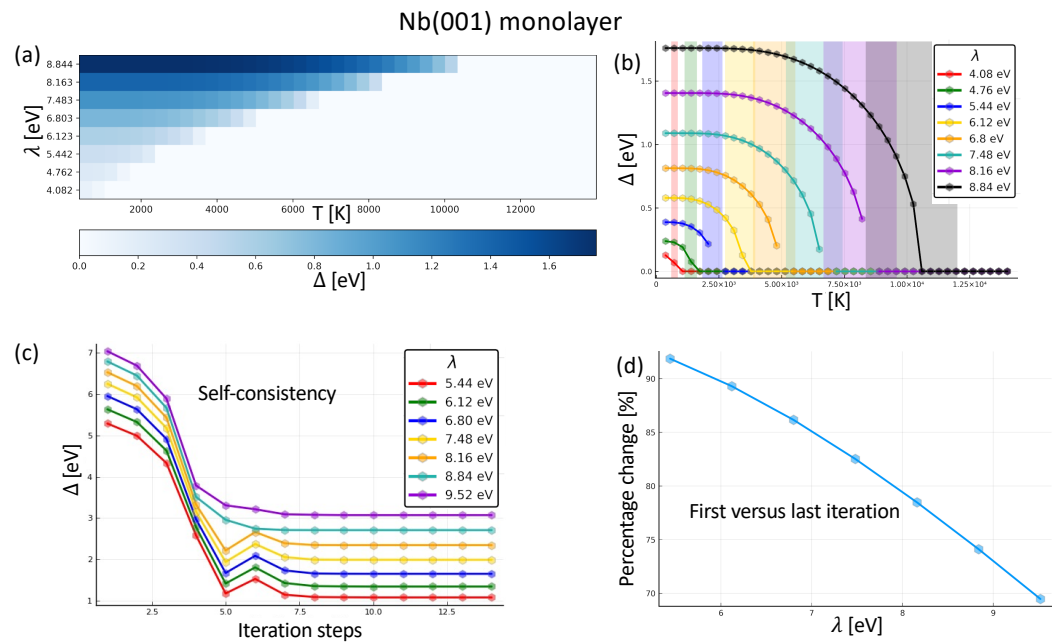 Nb(001) monolayer
(a)
8.844
8.163
7.483
6.803
6.123
5.442
4.762
4.082
λ [eV]
2000 4000 6000 8000 10000 12000
T [K]
0.0 0.2 0.4 0.6 0.8 1.0 1.2 1.4 1.6
Δ [eV]
(b)
1.5
1.0
0.5
0.0
Δ [eV]
λ
4.08 eV
4.76 eV
5.44 eV
6.12 eV
6.8 eV
7.48 eV
8.16 eV
8.84 eV
2.50×10³ 5.00×10³ 7.50×10³ 1.00×10⁴ 1.25×10⁴
T [K]
(c)
7
6
5
4
3
2
1
Δ [eV]
Self-consistency
λ
5.44 eV
6.12 eV
6.80 eV
7.48 eV
8.16 eV
8.84 eV
9.52 eV
2.5 5.0 7.5 10.0 12.5
Iteration steps
(d)
90
85
80
75
70
Percentage change [%]
First versus last iteration
6 7 8 9
λ [eV]